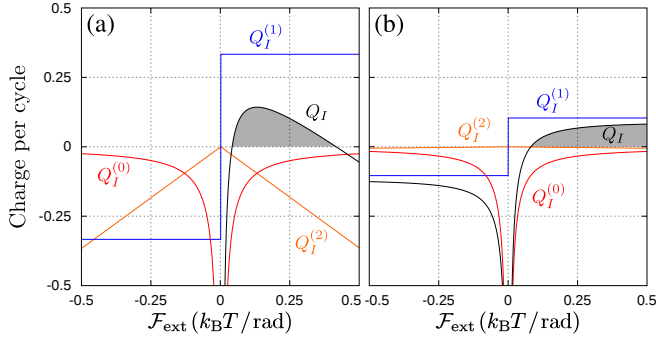 (a)
(b)
Charge per cycle
0.5
0.25
0
-0.25
-0.5
-0.5
-0.25
0
0.25
0.5
-0.5
-0.25
0
0.25
0.5
Q_I^{(1)}
Q_I
Q_I^{(0)}
Q_I^{(2)}
Q_I^{(1)}
Q_I^{(2)}
Q_I
Q_I^{(0)}
ℱ_ext (k_B T/rad)
ℱ_ext (k_B T/rad)